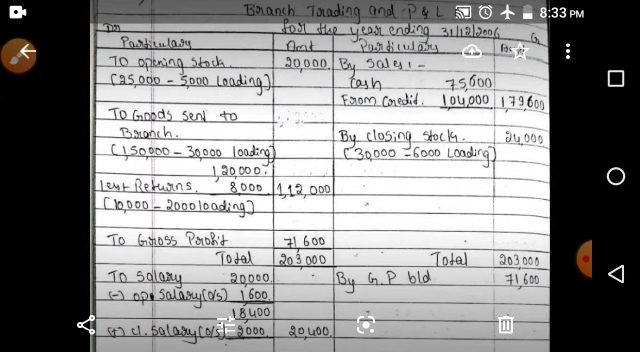 8:33 PM
Branch Trading and P & L
for the year ending 31/12/2006
Dr
Particulars Amt Particulars
To opening stock. 20,000
(25,000 - 5,000 loading)
To Goods sent to
Branch.
(1,50,000 - 30,000 loading)
1,20,000.
Less Returns. 8,000 1,12,000
(10,000 - 2000 loading)
To Gross Profit 71,600
Total 203,000
To Salary 20,000
(-) op. Salary (o/s) 1,600
18,400
(+) cl. Salary (o/s) 2000 20,400
By Sales :-
Cash 75,600
From Credit. 1,04,000 1,79,600
By closing stock. 24,000
(30,000 - 6000 loading)
Total 203000
By G.P b/d 71,600